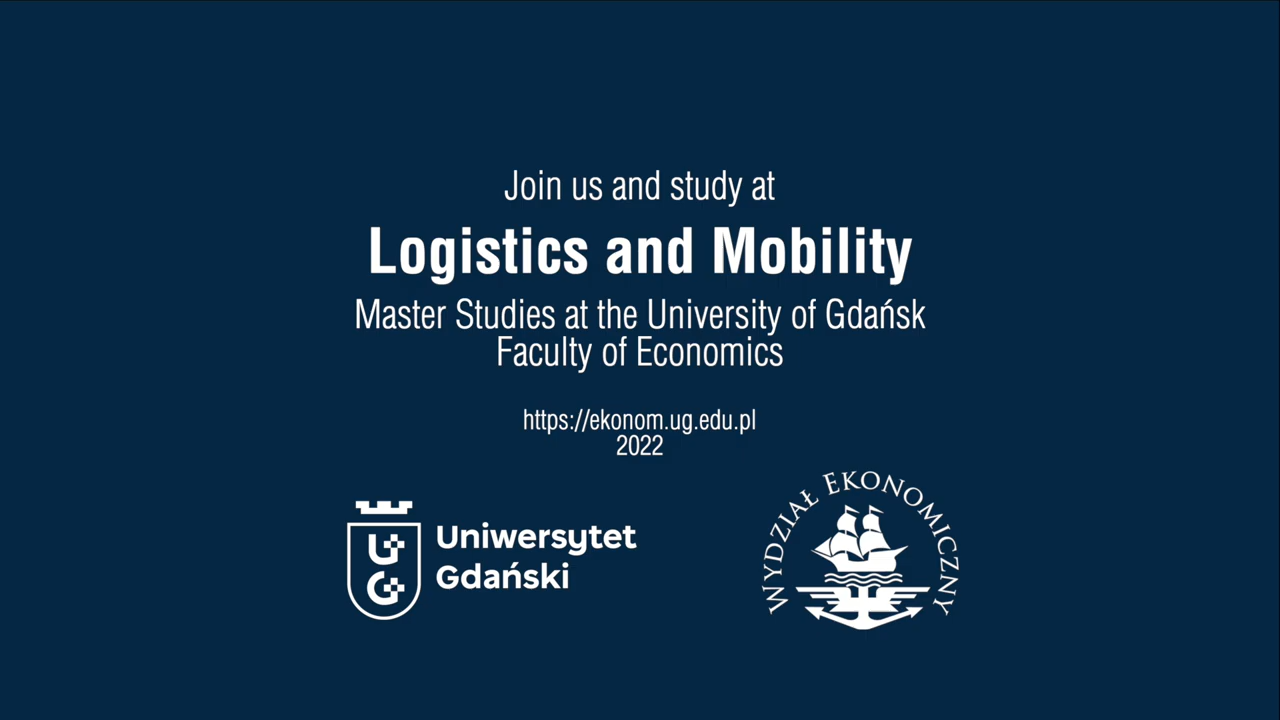 Join us and study at
Logistics and Mobility
Master Studies at the University of Gdańsk
Faculty of Economics
https://ekonom.ug.edu.pl
2022
UG
Uniwersytet
Gdański
WYDZIAŁ EKONOMICZNY